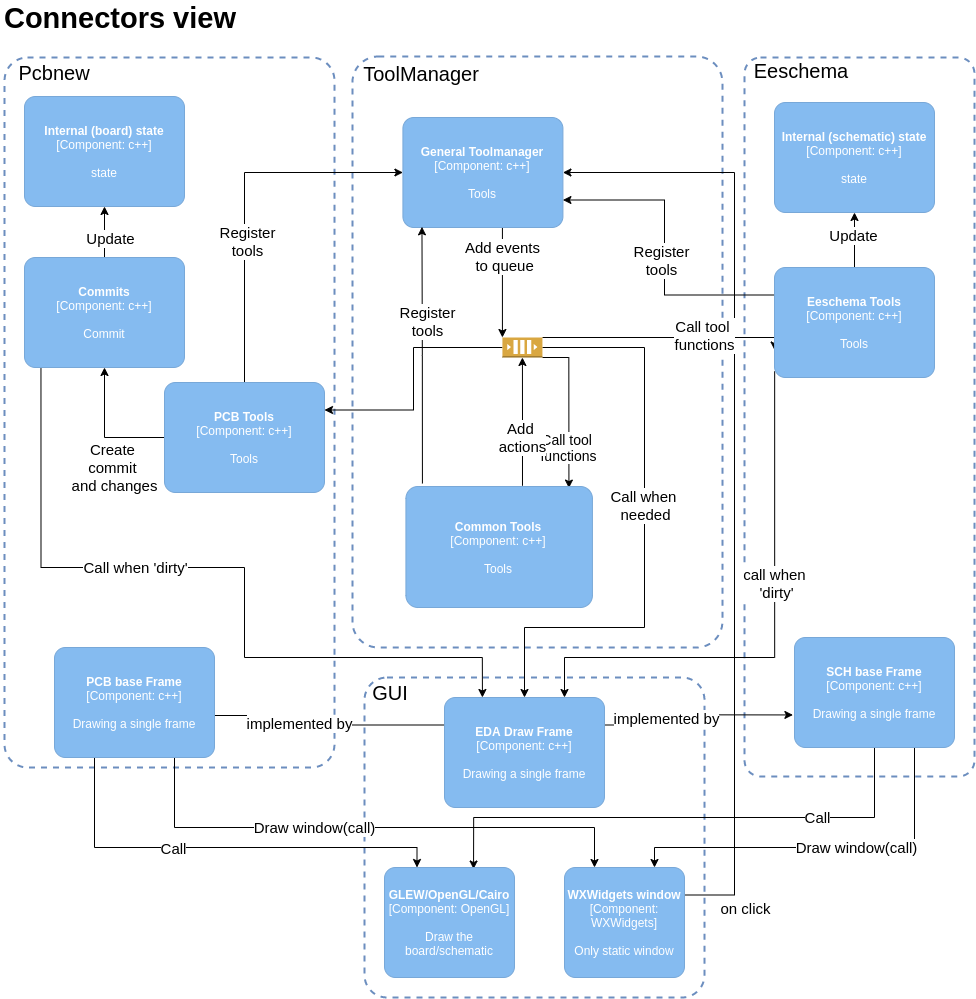 Connectors view
Pcbnew
Internal (board) state
[Component: c++]
state
Update
Commits
[Component: c++]
Commit
Register
tools
PCB Tools
[Component: c++]
Tools
Create
commit
and changes
Call when 'dirty'
PCB base Frame
[Component: c++]
Drawing a single frame
ToolManager
General Toolmanager
[Component: c++]
Tools
Add events
to queue
Register
tools
Add
actions
Call tool
functions
Common Tools
[Component: c++]
Tools
Call when
needed
Register
tools
Call tool
functions
Eeschema
Internal (schematic) state
[Component: c++]
state
Update
Eeschema Tools
[Component: c++]
Tools
call when
'dirty'
SCH base Frame
[Component: c++]
Drawing a single frame
GUI
implemented by
EDA Draw Frame
[Component: c++]
Drawing a single frame
implemented by
Draw window(call)
Call
Call
Draw window(call)
GLEW/OpenGL/Cairo
[Component: OpenGL]
Draw the
board/schematic
WXWidgets window
[Component:
WXWidgets]
Only static window
on click